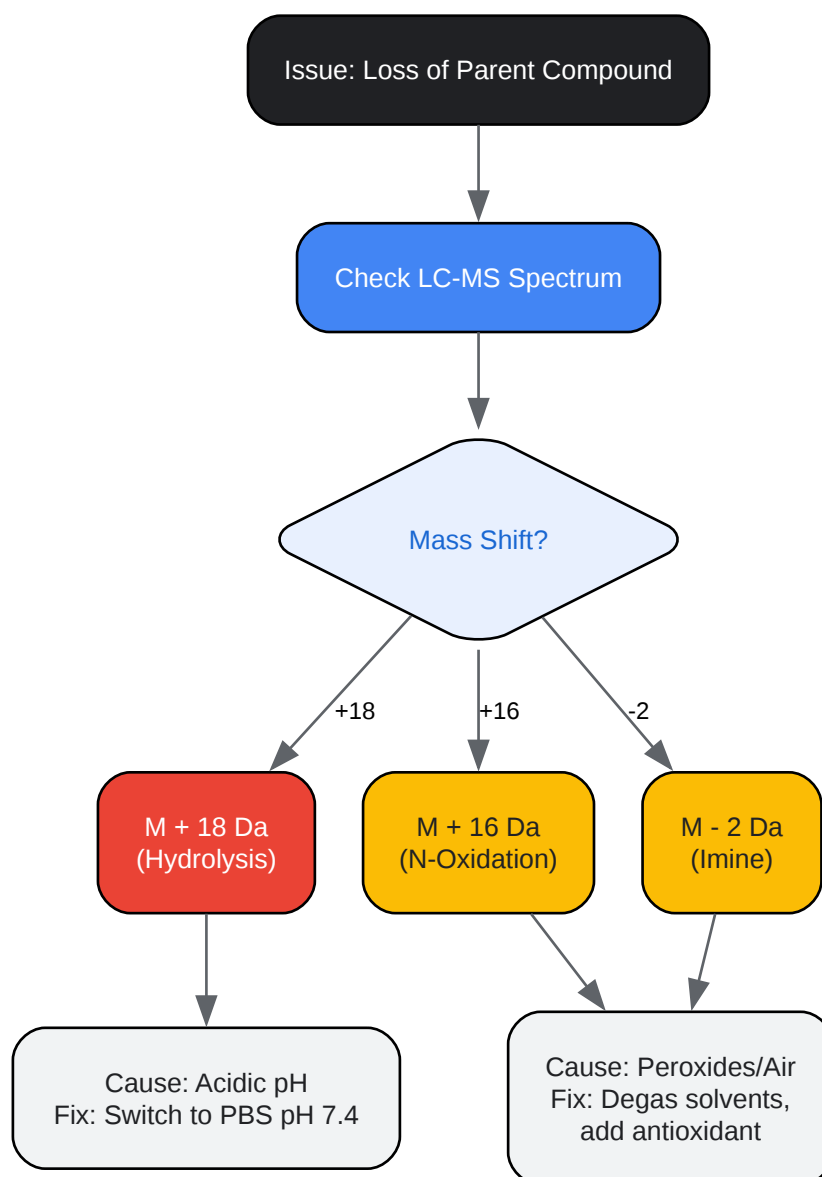 Issue: Loss of Parent Compound
Check LC-MS Spectrum
Mass Shift?
+18
+16
-2
M + 18 Da
(Hydrolysis)
M + 16 Da
(N-Oxidation)
M - 2 Da
(Imine)
Cause: Acidic pH
Fix: Switch to PBS pH 7.4
Cause: Peroxides/Air
Fix: Degas solvents,
add antioxidant